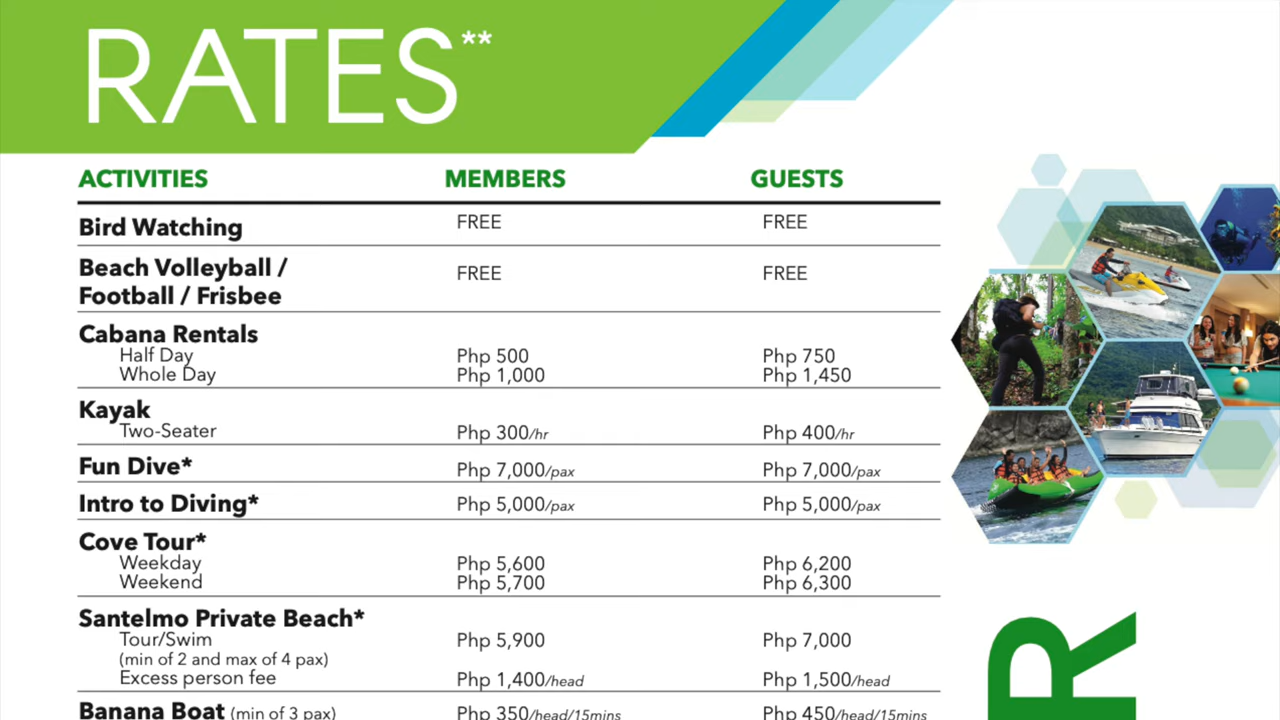 RATES**
ACTIVITIES MEMBERS GUESTS
Bird Watching FREE FREE
Beach Volleyball /
Football / Frisbee FREE FREE
Cabana Rentals
Half Day Php 500 Php 750
Whole Day Php 1,000 Php 1,450
Kayak
Two-Seater Php 300/hr Php 400/hr
Fun Dive* Php 7,000/pax Php 7,000/pax
Intro to Diving* Php 5,000/pax Php 5,000/pax
Cove Tour*
Weekday Php 5,600 Php 6,200
Weekend Php 5,700 Php 6,300
Santelmo Private Beach*
Tour/Swim Php 5,900 Php 7,000
(min of 2 and max of 4 pax)
Excess person fee Php 1,400/head Php 1,500/head
Banana Boat (min of 3 pax) Php 350/head/15mins Php 450/head/15mins
R